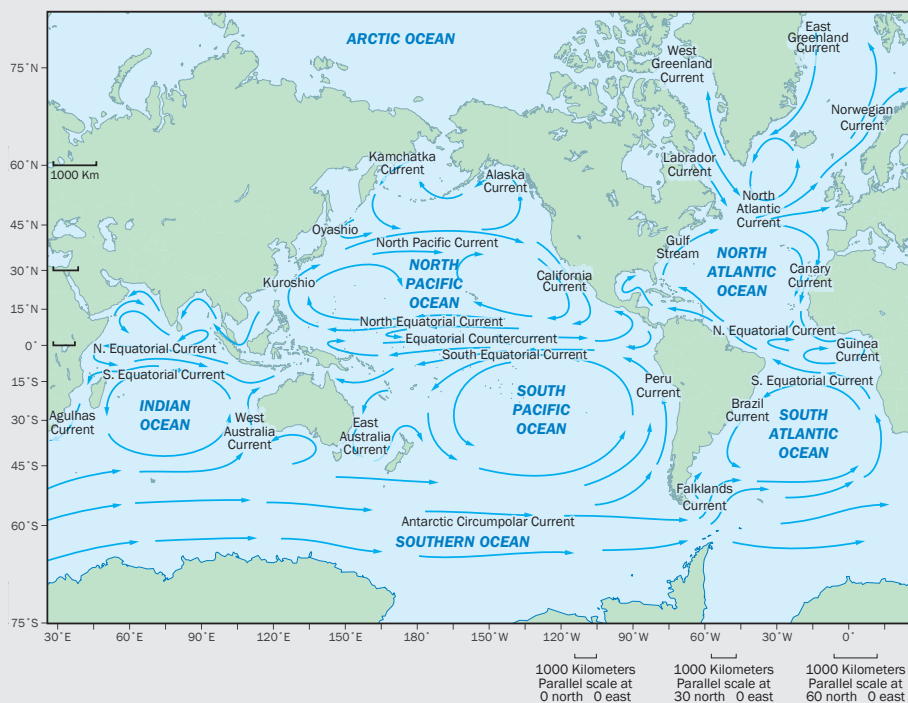 ARCTIC OCEAN
East
Greenland
Current
West
Greenland
Current
75˚N
Norwegian
Current
Kamchatka
Current
Labrador
Current
60˚N
1000 Km
Alaska
Current
North
Atlantic
Current
45˚N
Oyashio
North Pacific Current
Gulf
Stream
NORTH
PACIFIC
OCEAN
NORTH
ATLANTIC
OCEAN
30˚N
Kuroshio
California
Current
Canary
Current
15˚N
North Equatorial Current
N. Equatorial Current
Equatorial Countercurrent
0˚
N. Equatorial Current
South Equatorial Current
Guinea
Current
15˚S
S. Equatorial Current
Peru
Current
S. Equatorial Current
INDIAN
OCEAN
SOUTH
PACIFIC
OCEAN
Brazil
Current
SOUTH
ATLANTIC
OCEAN
30˚S
Agulhas
Current
West
Australia
Current
East
Australia
Current
45˚S
Falklands
Current
60˚S
Antarctic Circumpolar Current
SOUTHERN OCEAN
75˚S
30˚E
60˚E
90˚E
120˚E
150˚E
180˚
150˚W
120˚W
90˚W
60˚W
30˚W
0˚
1000 Kilometers
Parallel scale at
0 north 0 east
1000 Kilometers
Parallel scale at
30 north 0 east
1000 Kilometers
Parallel scale at
60 north 0 east